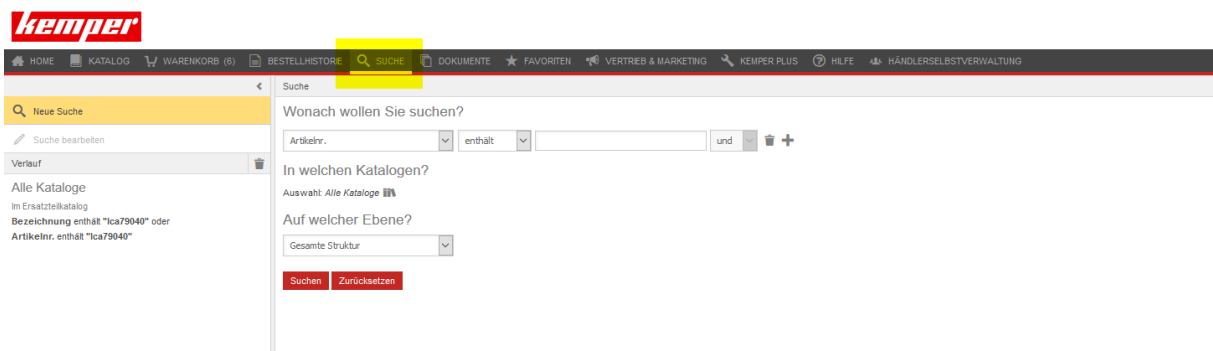 kemper
HOME KATALOG WARENKORB (6) BESTELLHISTORIE SUCHE DOKUMENTE FAVORITEN VERTRIEB & MARKETING KEMPER PLUS HILFE HÄNDLERSELBSTVERWALTUNG
Suche
Neue Suche
Suche bearbeiten
Verlauf
Alle Kataloge
Im Ersatzteilkatalog
Bezeichnung enthält "lca79040" oder
Artikelnr. enthält "lca79040"
Wonach wollen Sie suchen?
Artikelnr. enthält und
In welchen Katalogen?
Auswahl: Alle Kataloge
Auf welcher Ebene?
Gesamte Struktur
Suchen Zurücksetzen